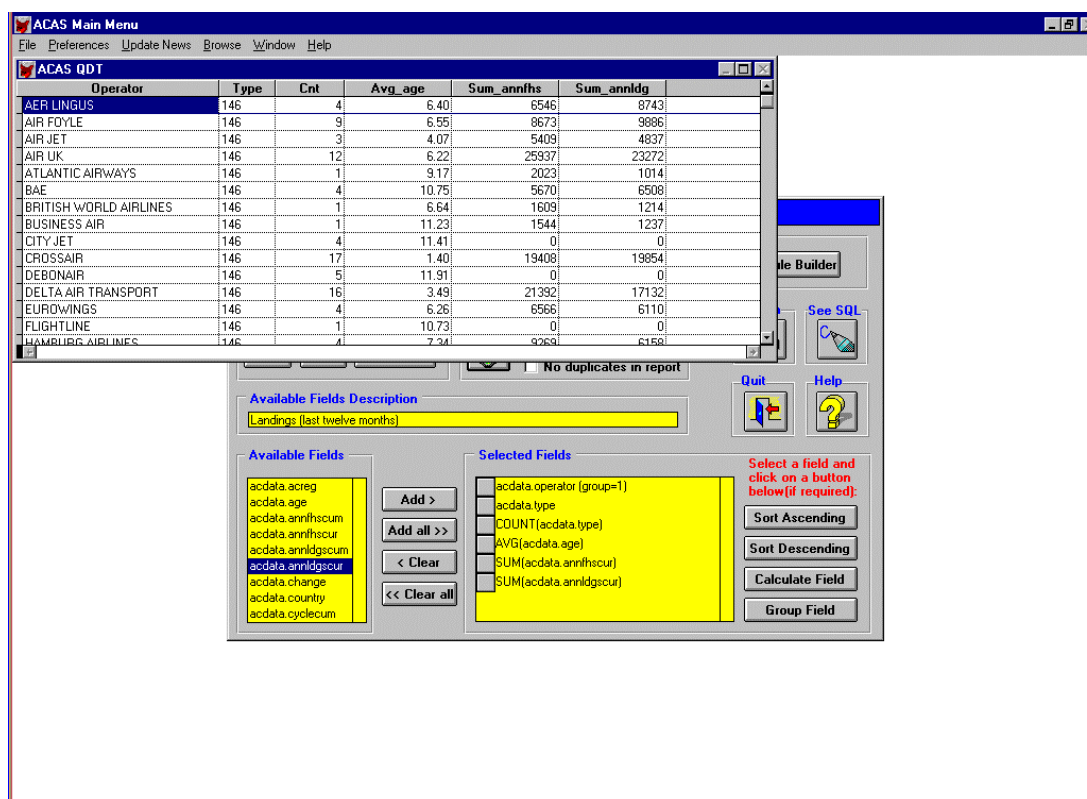 ACAS Main Menu
File Preferences Update News Browse Window Help
ACAS QDT
Operator Type Cnt Avg_age Sum_annfhs Sum_annldg
AER LINGUS 146 4 6.40 6546 8743
AIR FOYLE 146 9 6.55 8673 9886
AIR JET 146 3 4.07 5409 4837
AIR UK 146 12 6.22 25937 23272
ATLANTIC AIRWAYS 146 1 9.17 2023 1014
BAE 146 4 10.75 5670 6508
BRITISH WORLD AIRLINES 146 1 6.64 1609 1214
BUSINESS AIR 146 1 11.23 1544 1237
CITY JET 146 4 11.41 0 0
CROSSAIR 146 17 1.40 19408 19854
DEBONAIR 146 5 11.91 0 0
DELTA AIR TRANSPORT 146 16 3.49 21392 17132
EUROWINGS 146 4 6.26 6566 6110
FLIGHTLINE 146 1 10.73 0 0
HAMBURG AIRLINES 146 4 7.34 9269 6158
le Builder
See SQL
No duplicates in report
Quit Help
Available Fields Description
Landings (last twelve months)
Available Fields
acdata.acreg
acdata.age
acdata.annfhscum
acdata.annfhscur
acdata.annldgscum
acdata.annldgscur
acdata.change
acdata.country
acdata.cyclecum
Add >
Add all >>
< Clear
<< Clear all
Selected Fields
acdata.operator (group=1)
acdata.type
COUNT(acdata.type)
AVG(acdata.age)
SUM(acdata.annfhscur)
SUM(acdata.annldgscur)
Select a field and
click on a button
below(if required):
Sort Ascending
Sort Descending
Calculate Field
Group Field